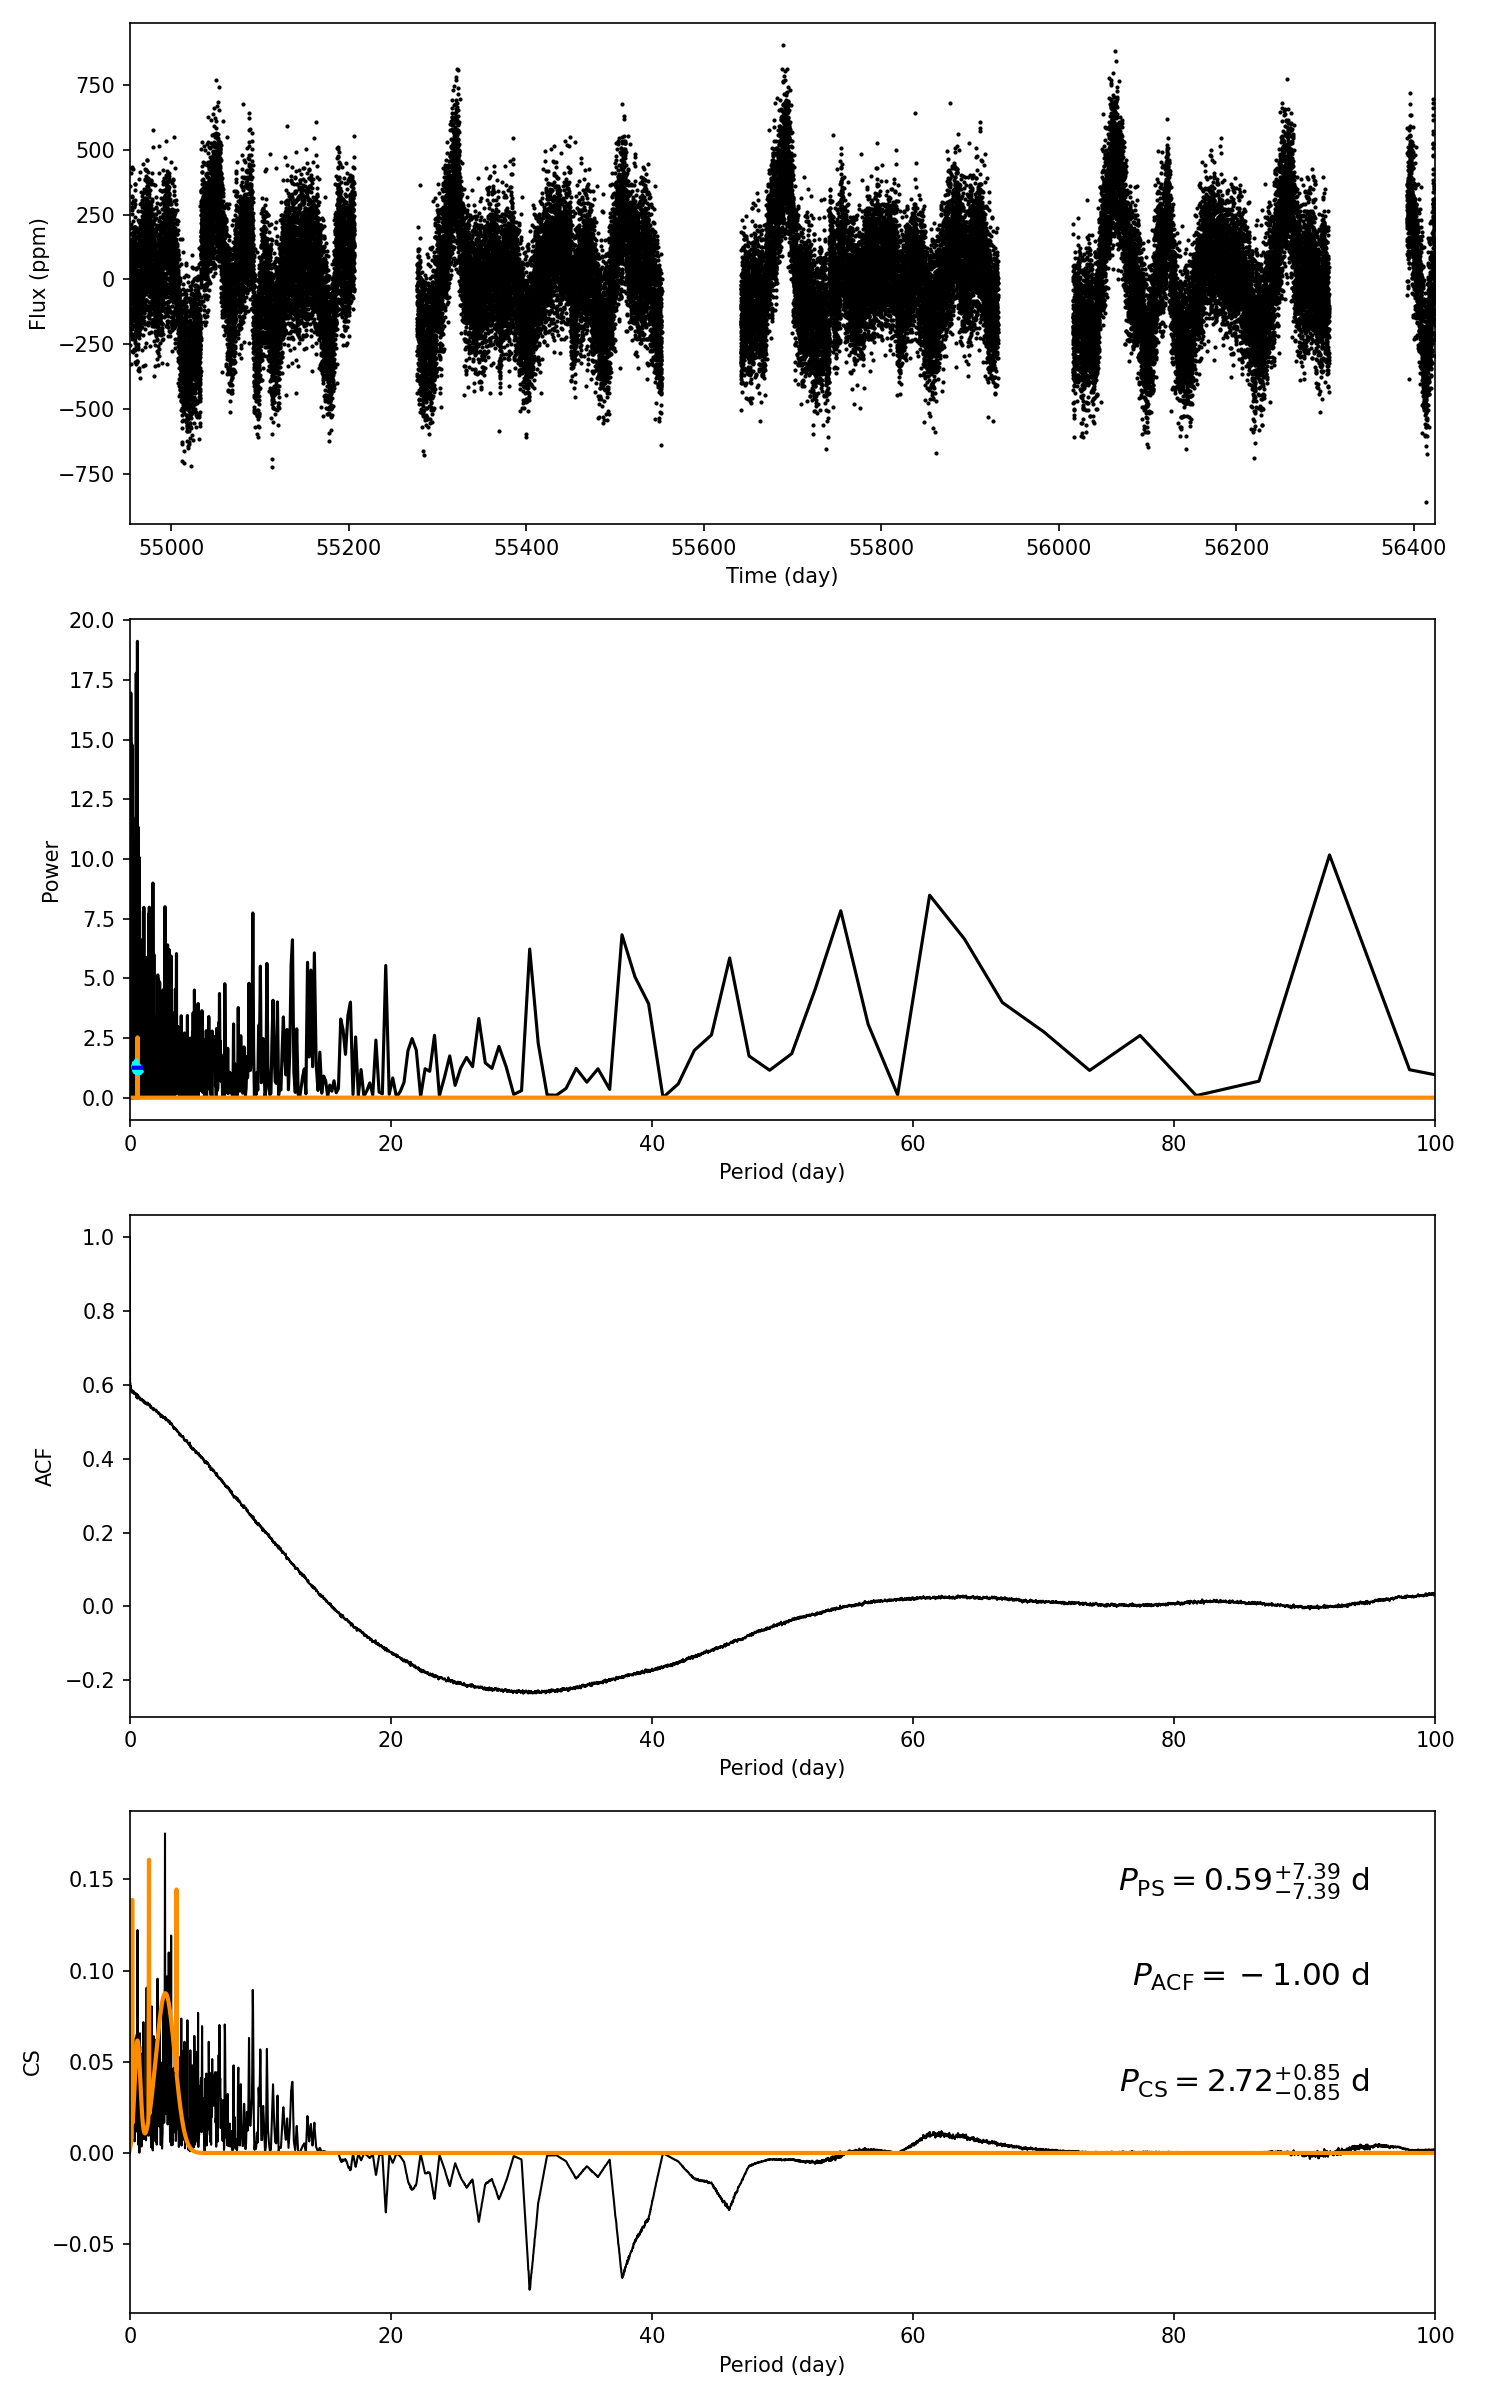 750
500
250
0
−250
−500
−750
Flux (ppm)
55000 55200 55400 55600 55800 56000 56200 56400
Time (day)
20.0
17.5
15.0
12.5
10.0
7.5
5.0
2.5
0.0
Power
0 20 40 60 80 100
Period (day)
1.0
0.8
0.6
0.4
0.2
0.0
−0.2
ACF
0 20 40 60 80 100
Period (day)
0.15
0.10
0.05
0.00
−0.05
CS
P_PS = 0.59^{+7.39}_{−7.39} d
P_ACF = −1.00 d
P_CS = 2.72^{+0.85}_{−0.85} d
0 20 40 60 80 100
Period (day)